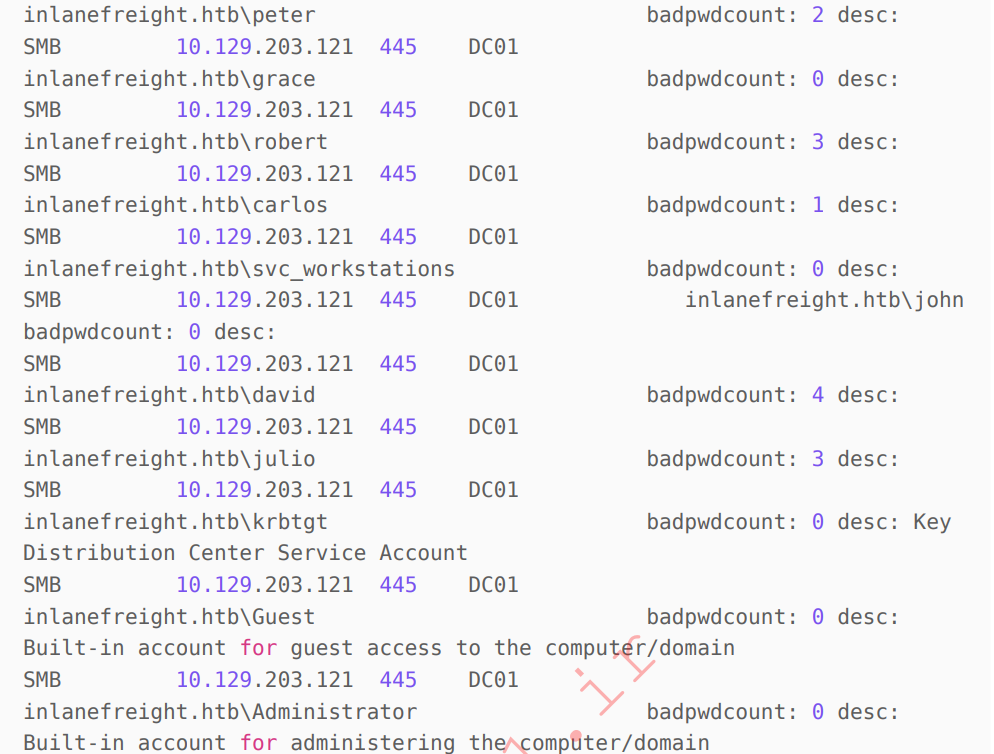 inlanefreight.htb\peter badpwdcount: 2 desc:
SMB 10.129.203.121 445 DC01
inlanefreight.htb\grace badpwdcount: 0 desc:
SMB 10.129.203.121 445 DC01
inlanefreight.htb\robert badpwdcount: 3 desc:
SMB 10.129.203.121 445 DC01
inlanefreight.htb\carlos badpwdcount: 1 desc:
SMB 10.129.203.121 445 DC01
inlanefreight.htb\svc_workstations badpwdcount: 0 desc:
SMB 10.129.203.121 445 DC01 inlanefreight.htb\john
badpwdcount: 0 desc:
SMB 10.129.203.121 445 DC01
inlanefreight.htb\david badpwdcount: 4 desc:
SMB 10.129.203.121 445 DC01
inlanefreight.htb\julio badpwdcount: 3 desc:
SMB 10.129.203.121 445 DC01
inlanefreight.htb\krbtgt badpwdcount: 0 desc: Key
Distribution Center Service Account
SMB 10.129.203.121 445 DC01
inlanefreight.htb\Guest badpwdcount: 0 desc:
Built-in account for guest access to the computer/domain
SMB 10.129.203.121 445 DC01
inlanefreight.htb\Administrator badpwdcount: 0 desc:
Built-in account for administering the computer/domain
.ir